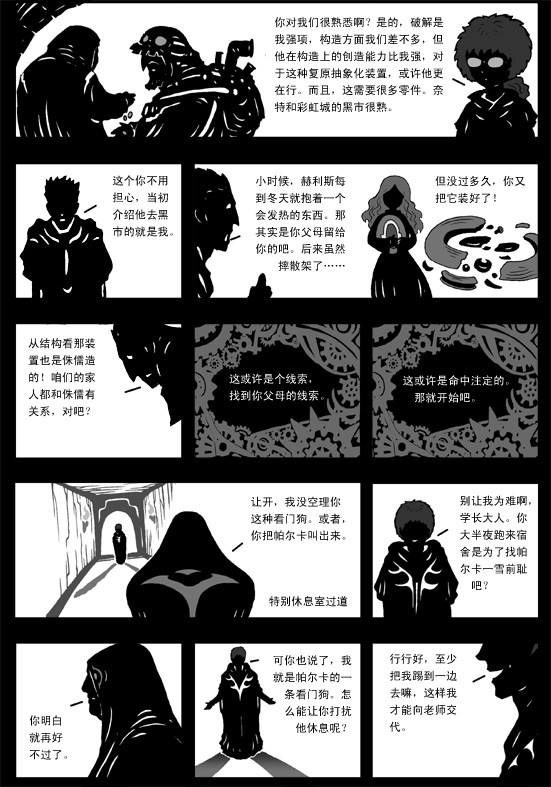 你对我们很熟悉啊？是的，破解是
我强项，构造方面我们差不多，但
他在构造上的创造能力比我强，对
于这种复原抽象化装置，或许他更
在行。而且，这需要很多零件。奈
特和彩虹城的黑市很熟。
这个你不用
担心，当初
介绍他去黑
市的就是我。
小时候，赫利斯每
到冬天就抱着一个
会发热的东西。那
其实是你父母留给
你的吧。后来虽然
摔散架了……
但没过多久，你又
把它装好了！
从结构看那装
置也是侏儒造
的！咱们的家
人都和侏儒有
关系，对吧？
这或许是个线索，
找到你父母的线索。
这或许是命中注定的。
那就开始吧。
让开，我没空理你
这种看门狗。或者，
你把帕尔卡叫出来。
特别休息室过道
别让我为难啊，
学长大人。你
大半夜跑来宿
舍是为了找帕
尔卡一雪前耻
吧？
你明白
就再好
不过了。
可你也说了，我
就是帕尔卡的一
条看门狗。怎
么能让你打扰
他休息呢？
行行好，至少
把我踢到一边
去嘛，这样我
才能向老师交
代。